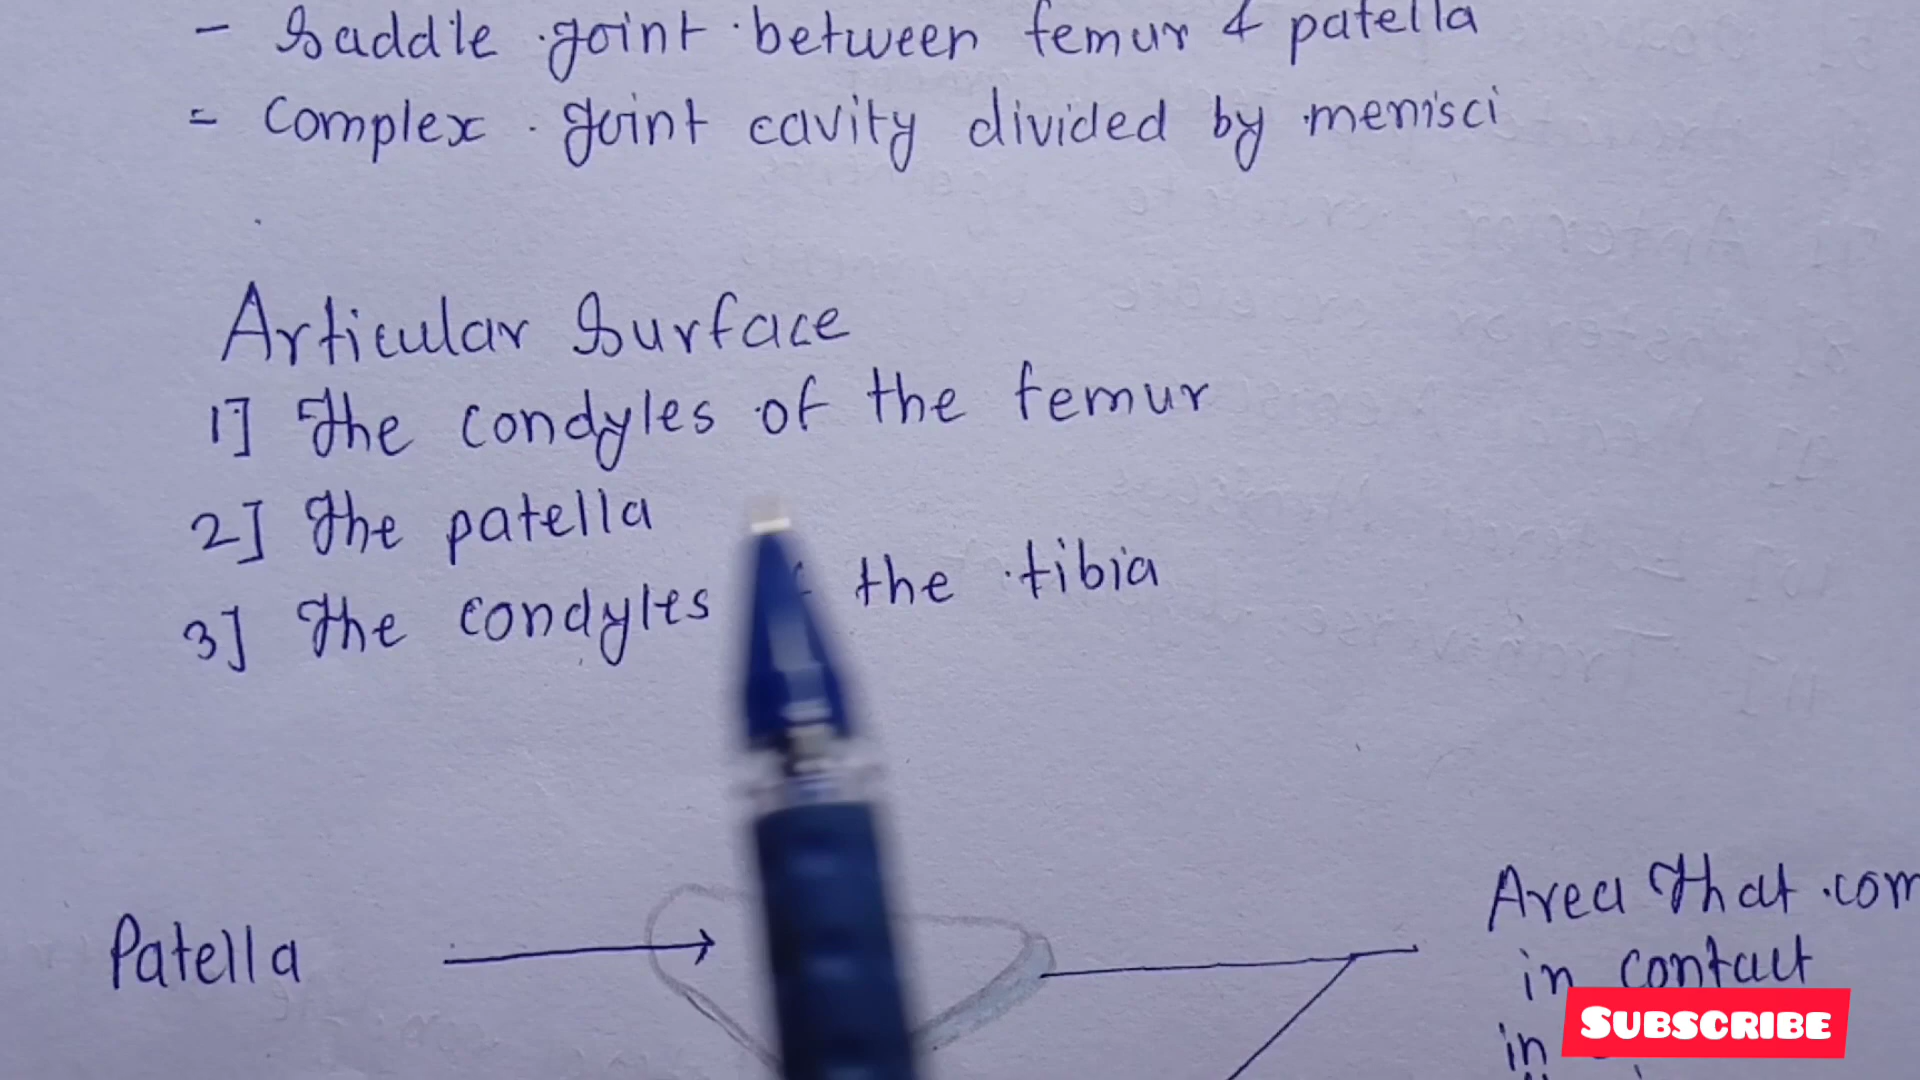 - Saddle joint between femur & patella
- Complex joint cavity divided by menisci
Articular Surface
1] The condyles of the femur
2] The patella
3] The condyles the tibia
Patella
Area That com
in contact
in
SUBSCRIBE